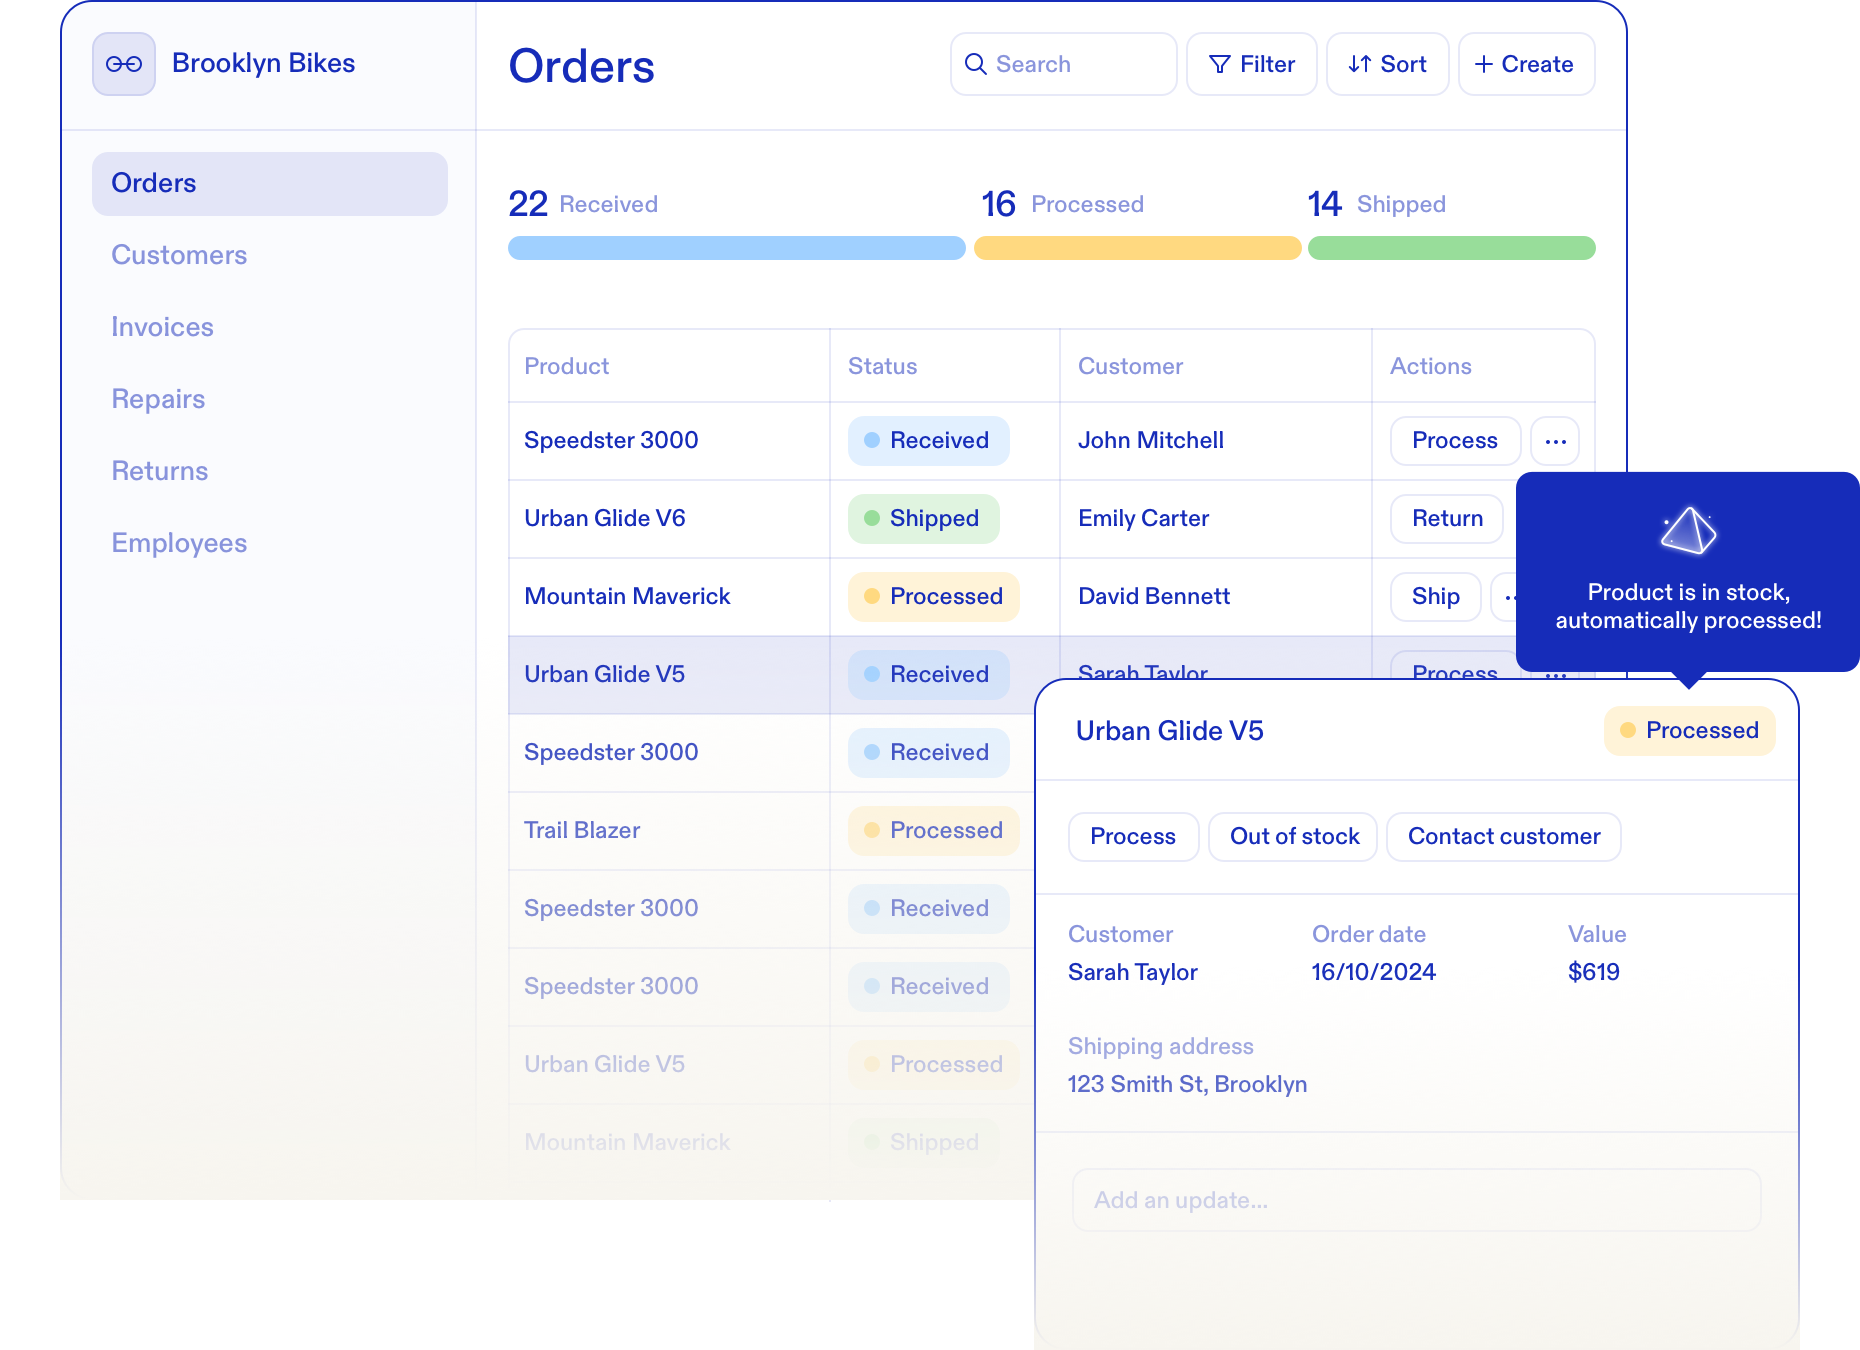 Brooklyn Bikes
Orders
Search
Filter
Sort
Create
Orders
Customers
Invoices
Repairs
Returns
Employees
22 Received
16 Processed
14 Shipped
Product Status Customer Actions
Speedster 3000 Received John Mitchell Process
Urban Glide V6 Shipped Emily Carter Return
Mountain Maverick Processed David Bennett Ship
Urban Glide V5 Received Sarah Taylor Process
Speedster 3000 Received
Trail Blazer Processed
Speedster 3000 Received
Speedster 3000 Received
Urban Glide V5 Processed
Mountain Maverick Shipped
Product is in stock,
automatically processed!
Urban Glide V5 Processed
Process Out of stock Contact customer
Customer Order date Value
Sarah Taylor 16/10/2024 $619
Shipping address
123 Smith St, Brooklyn
Add an update...